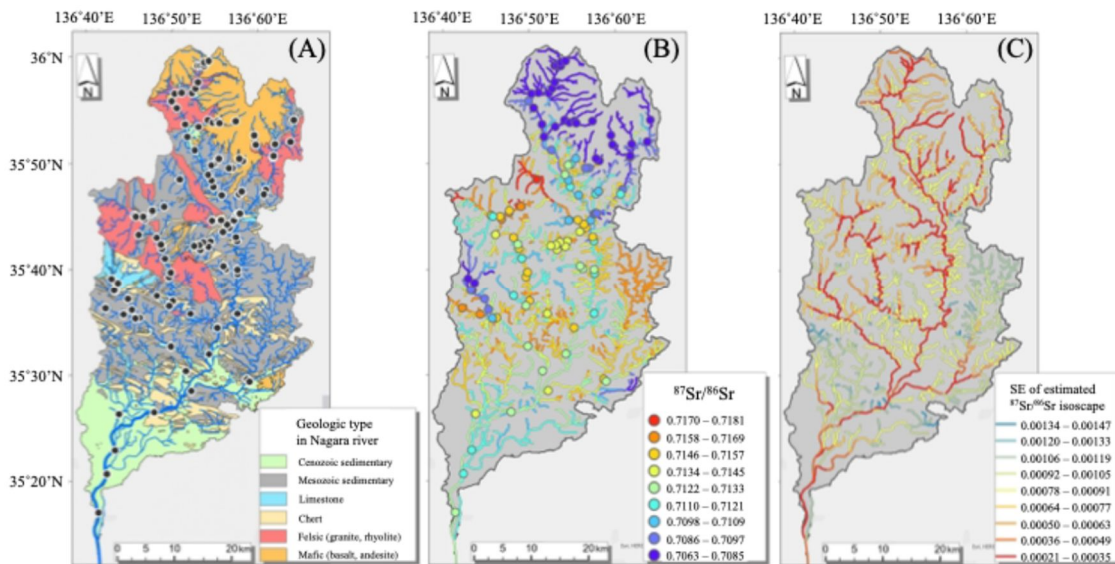 136°40′E 136°50′E 136°60′E
136°40′E 136°50′E 136°60′E
136°40′E 136°50′E 136°60′E
(A)
(B)
(C)
36°N
35°50′N
35°40′N
35°30′N
35°20′N
N
N
N
Geologic type
in Nagara river
Cenozoic sedimentary
Mesozoic sedimentary
Limestone
Chert
Felsic (granite, rhyolite)
Mafic (basalt, andesite)
0 5 10 20 km
⁸⁷Sr/⁸⁶Sr
0.7170 – 0.7181
0.7158 – 0.7169
0.7146 – 0.7157
0.7134 – 0.7145
0.7122 – 0.7133
0.7110 – 0.7121
0.7098 – 0.7109
0.7086 – 0.7097
0.7063 – 0.7085
0 5 10 20 km
SE of estimated
⁸⁷Sr/⁸⁶Sr isoscape
0.00134 – 0.00147
0.00120 – 0.00133
0.00106 – 0.00119
0.00092 – 0.00105
0.00078 – 0.00091
0.00064 – 0.00077
0.00050 – 0.00063
0.00036 – 0.00049
0.00021 – 0.00035
0 5 10 20 km